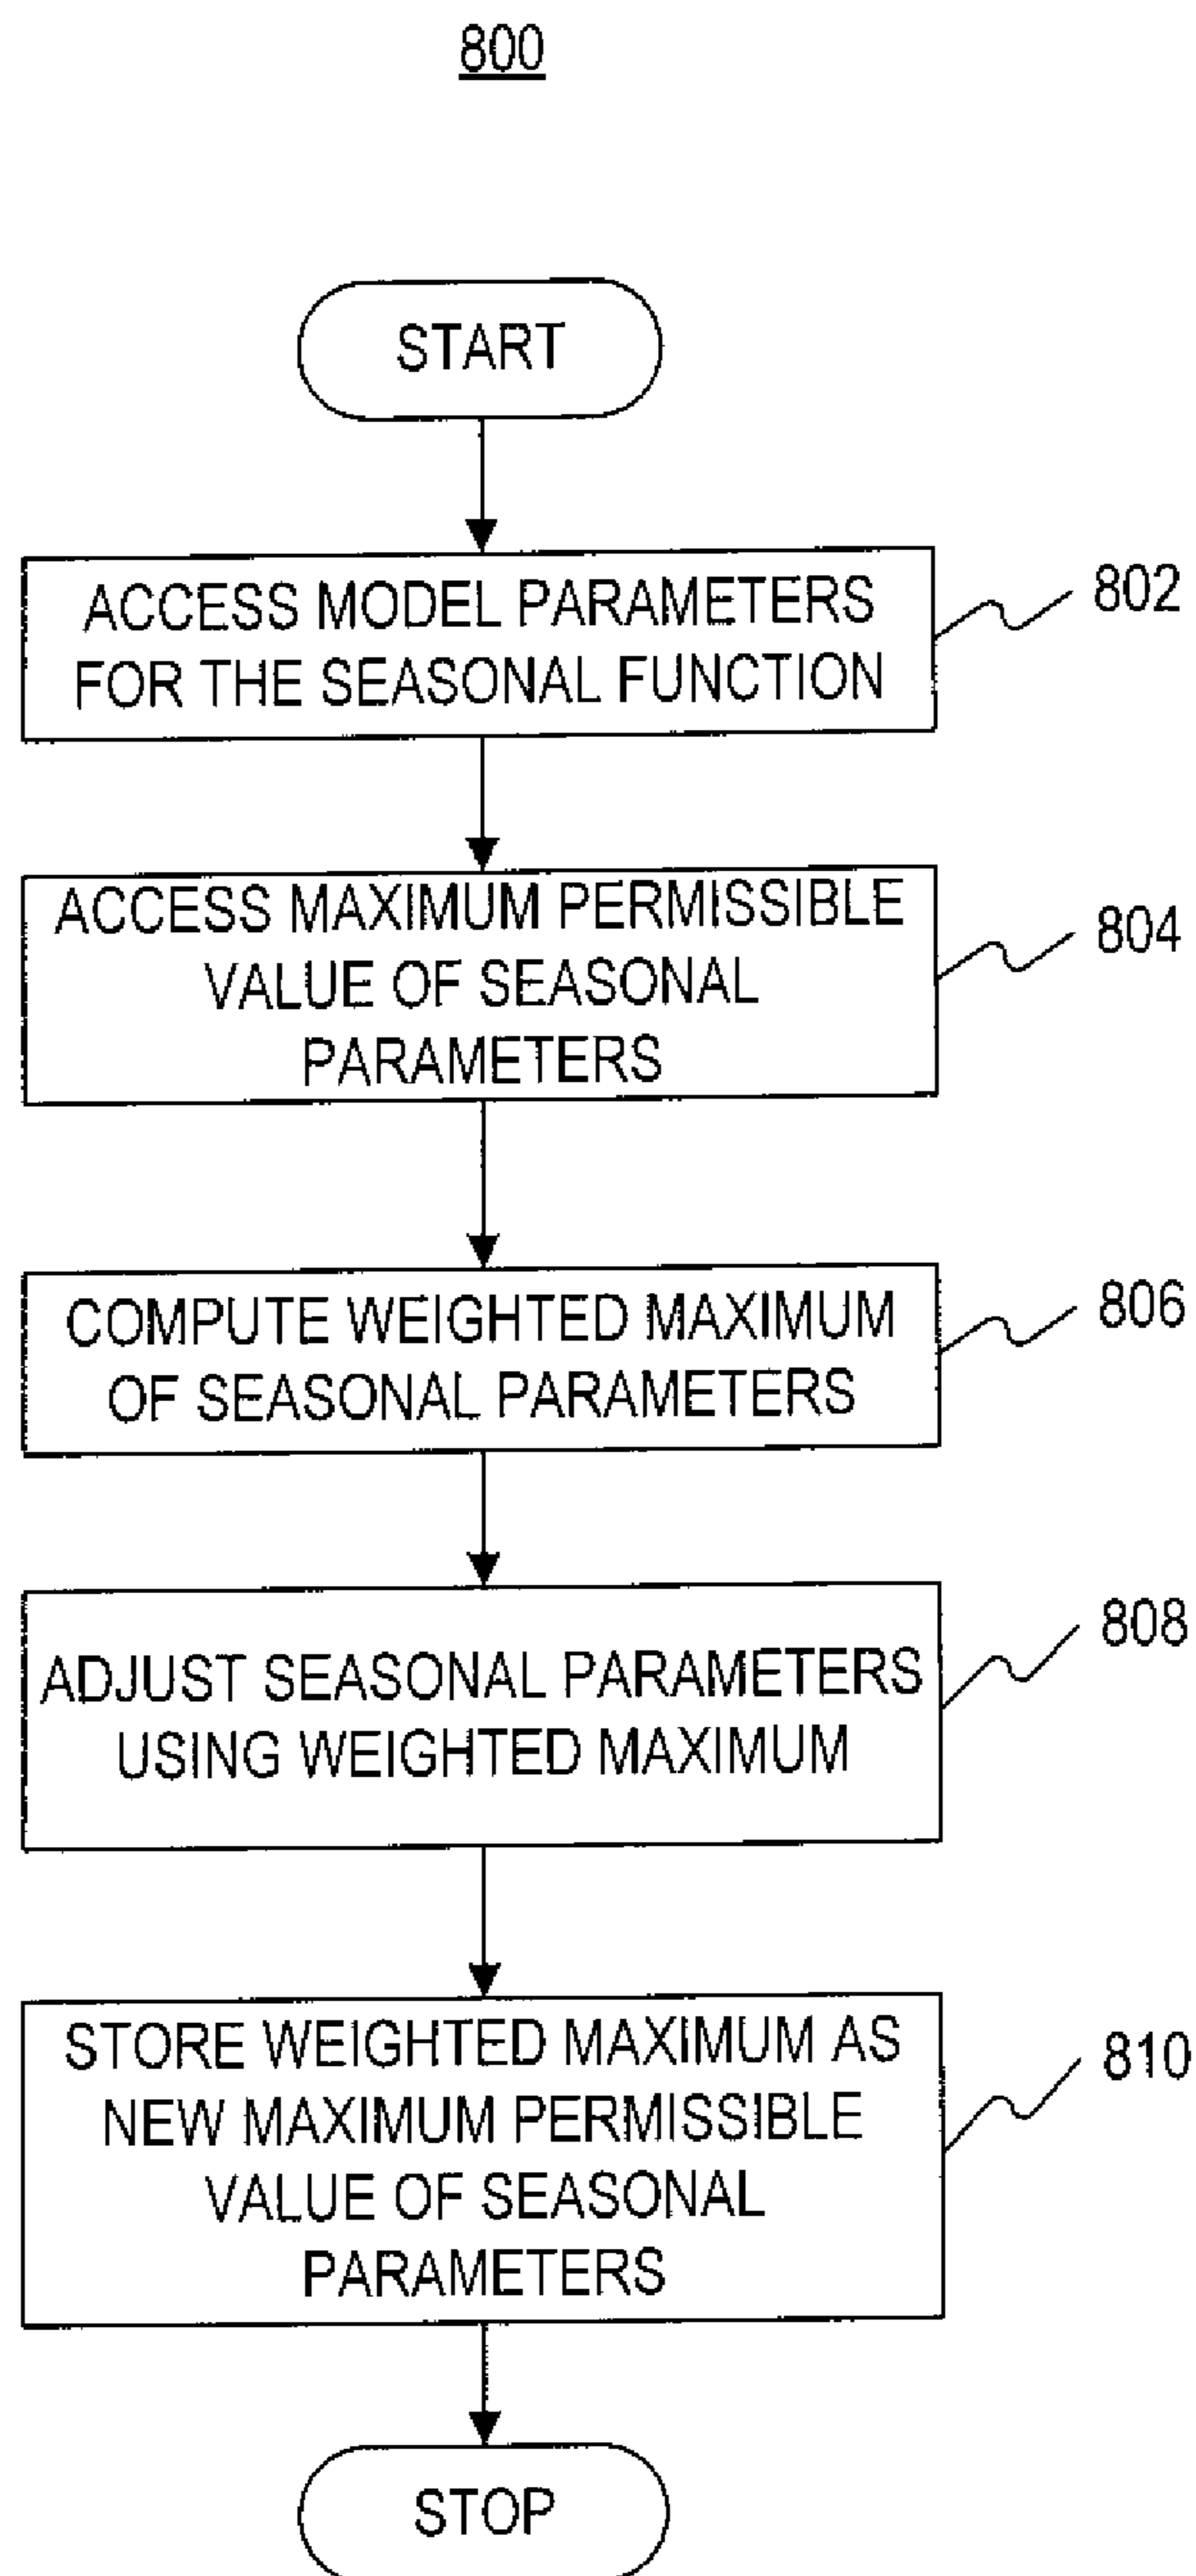 800
START
ACCESS MODEL PARAMETERS
FOR THE SEASONAL FUNCTION
802
ACCESS MAXIMUM PERMISSIBLE
VALUE OF SEASONAL
PARAMETERS
804
COMPUTE WEIGHTED MAXIMUM
OF SEASONAL PARAMETERS
806
ADJUST SEASONAL PARAMETERS
USING WEIGHTED MAXIMUM
808
STORE WEIGHTED MAXIMUM AS
NEW MAXIMUM PERMISSIBLE
VALUE OF SEASONAL
PARAMETERS
810
STOP